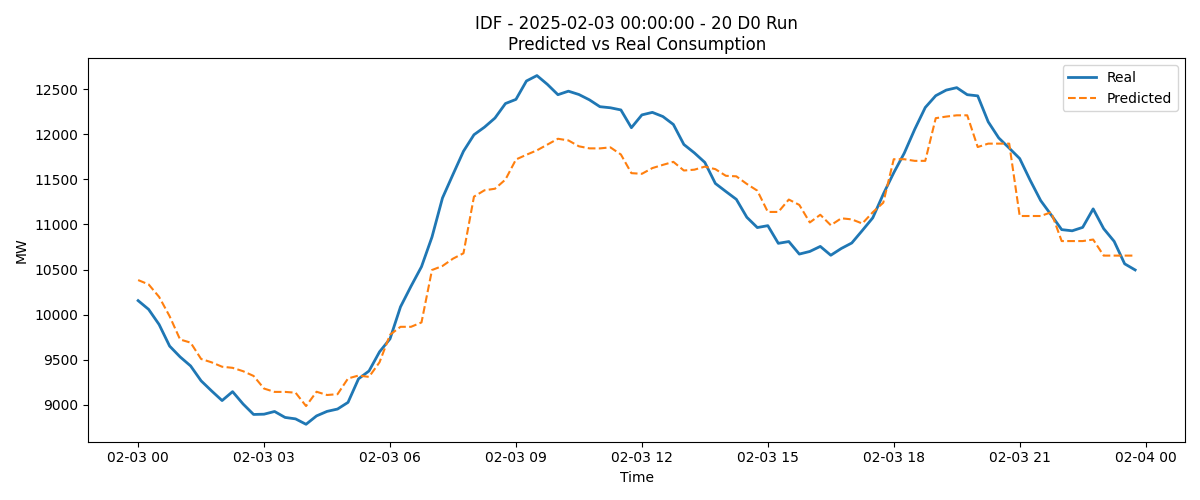 IDF - 2025-02-03 00:00:00 - 20 D0 Run
Predicted vs Real Consumption
Real
Predicted
MW
12500
12000
11500
11000
10500
10000
9500
9000
02-03 00
02-03 03
02-03 06
02-03 09
02-03 12
02-03 15
02-03 18
02-03 21
02-04 00
Time